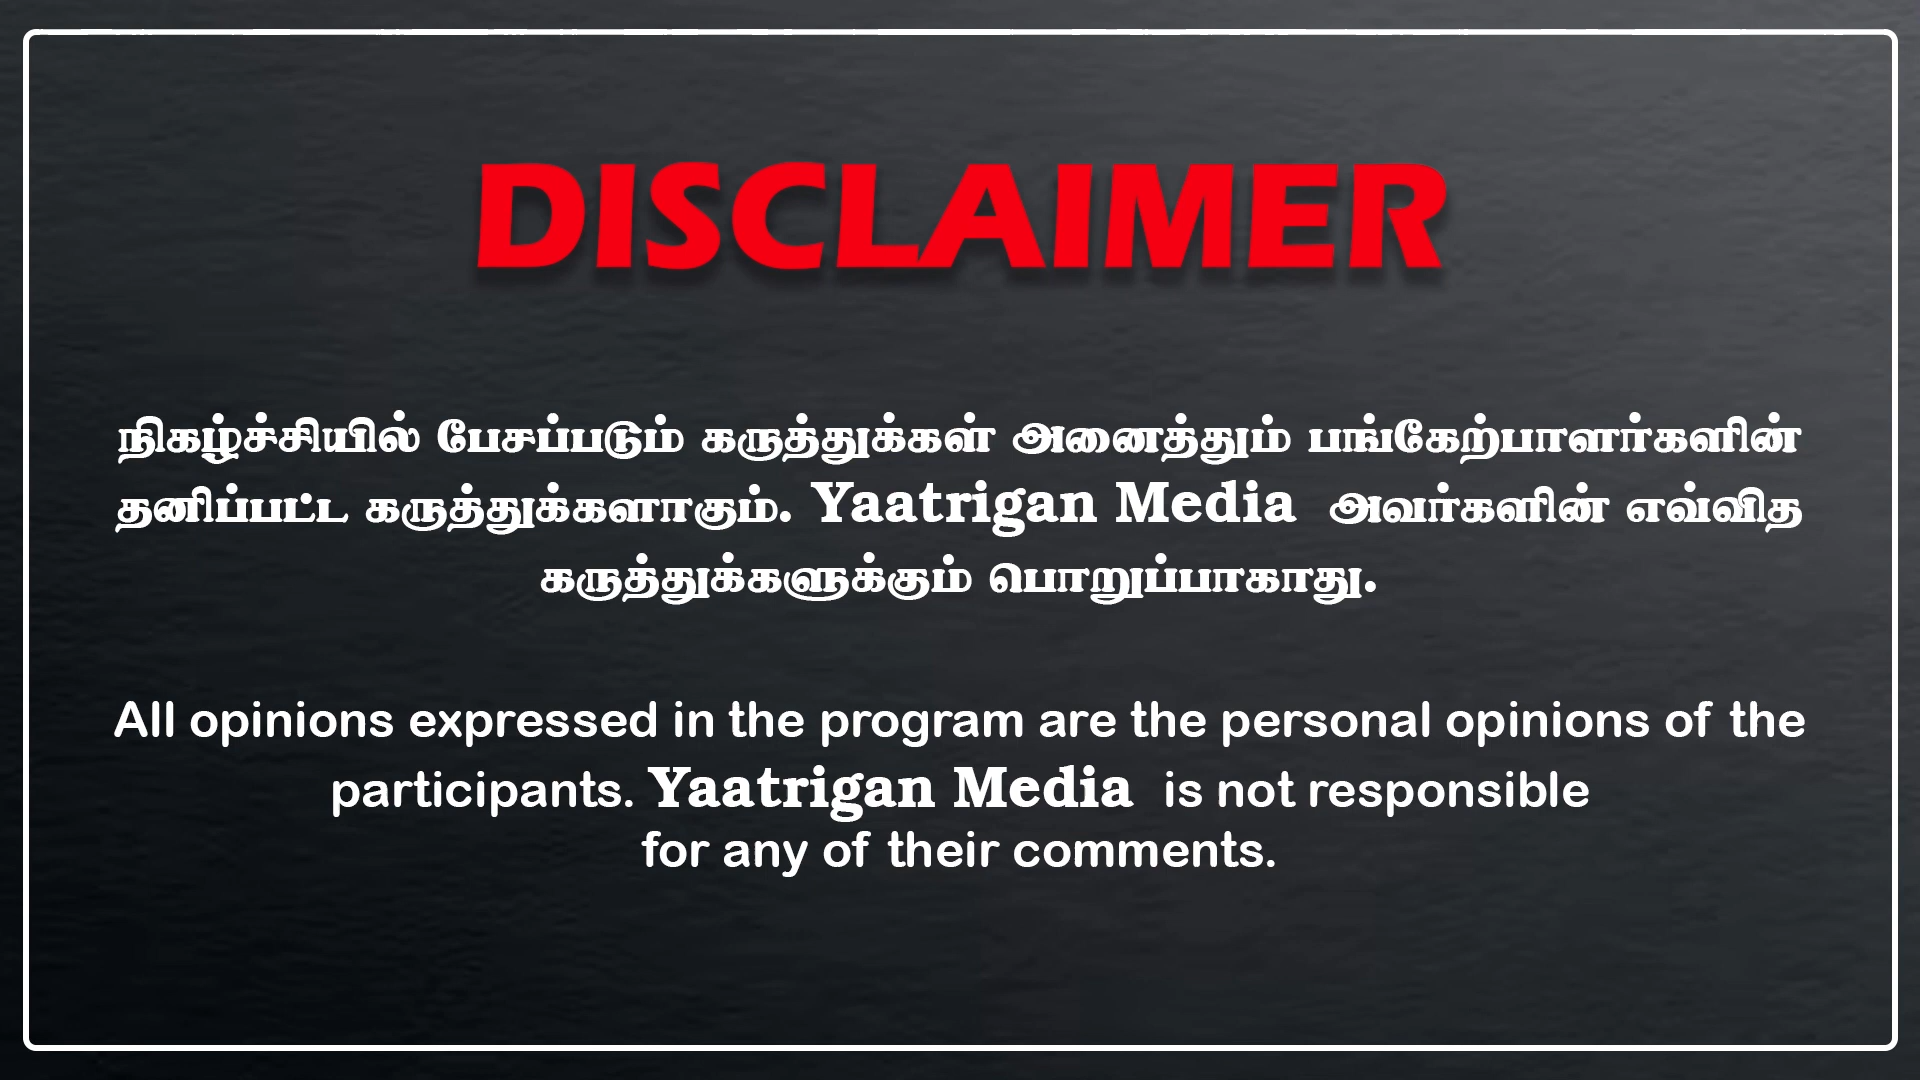 DISCLAIMER
நிகழ்ச்சியில் பேசப்படும் கருத்துக்கள் அனைத்தும் பங்கேற்பாளர்களின்
தனிப்பட்ட கருத்துக்களாகும். Yaatrigan Media அவர்களின் எவ்வித
கருத்துக்களுக்கும் பொறுப்பாகாது.
All opinions expressed in the program are the personal opinions of the
participants. Yaatrigan Media is not responsible
for any of their comments.